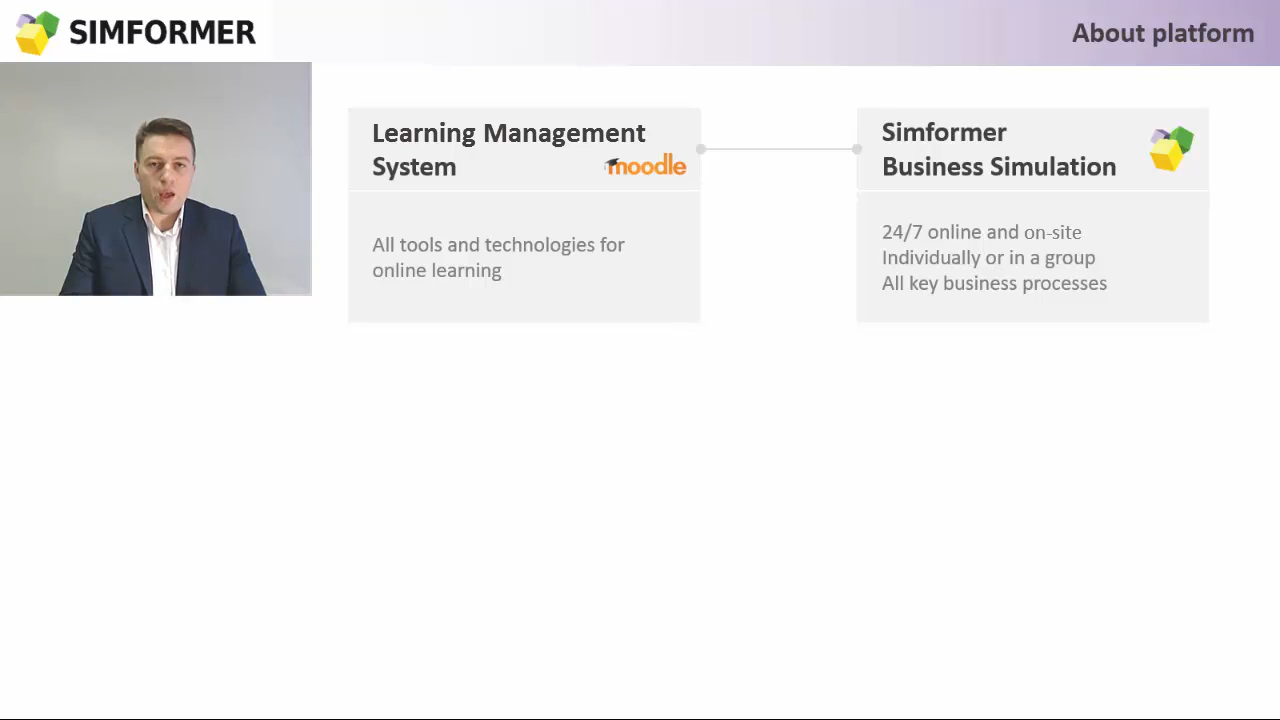 SIMFORMER
About platform
Learning Management
System
moodle
All tools and technologies for
online learning
Simformer
Business Simulation
24/7 online and on-site
Individually or in a group
All key business processes